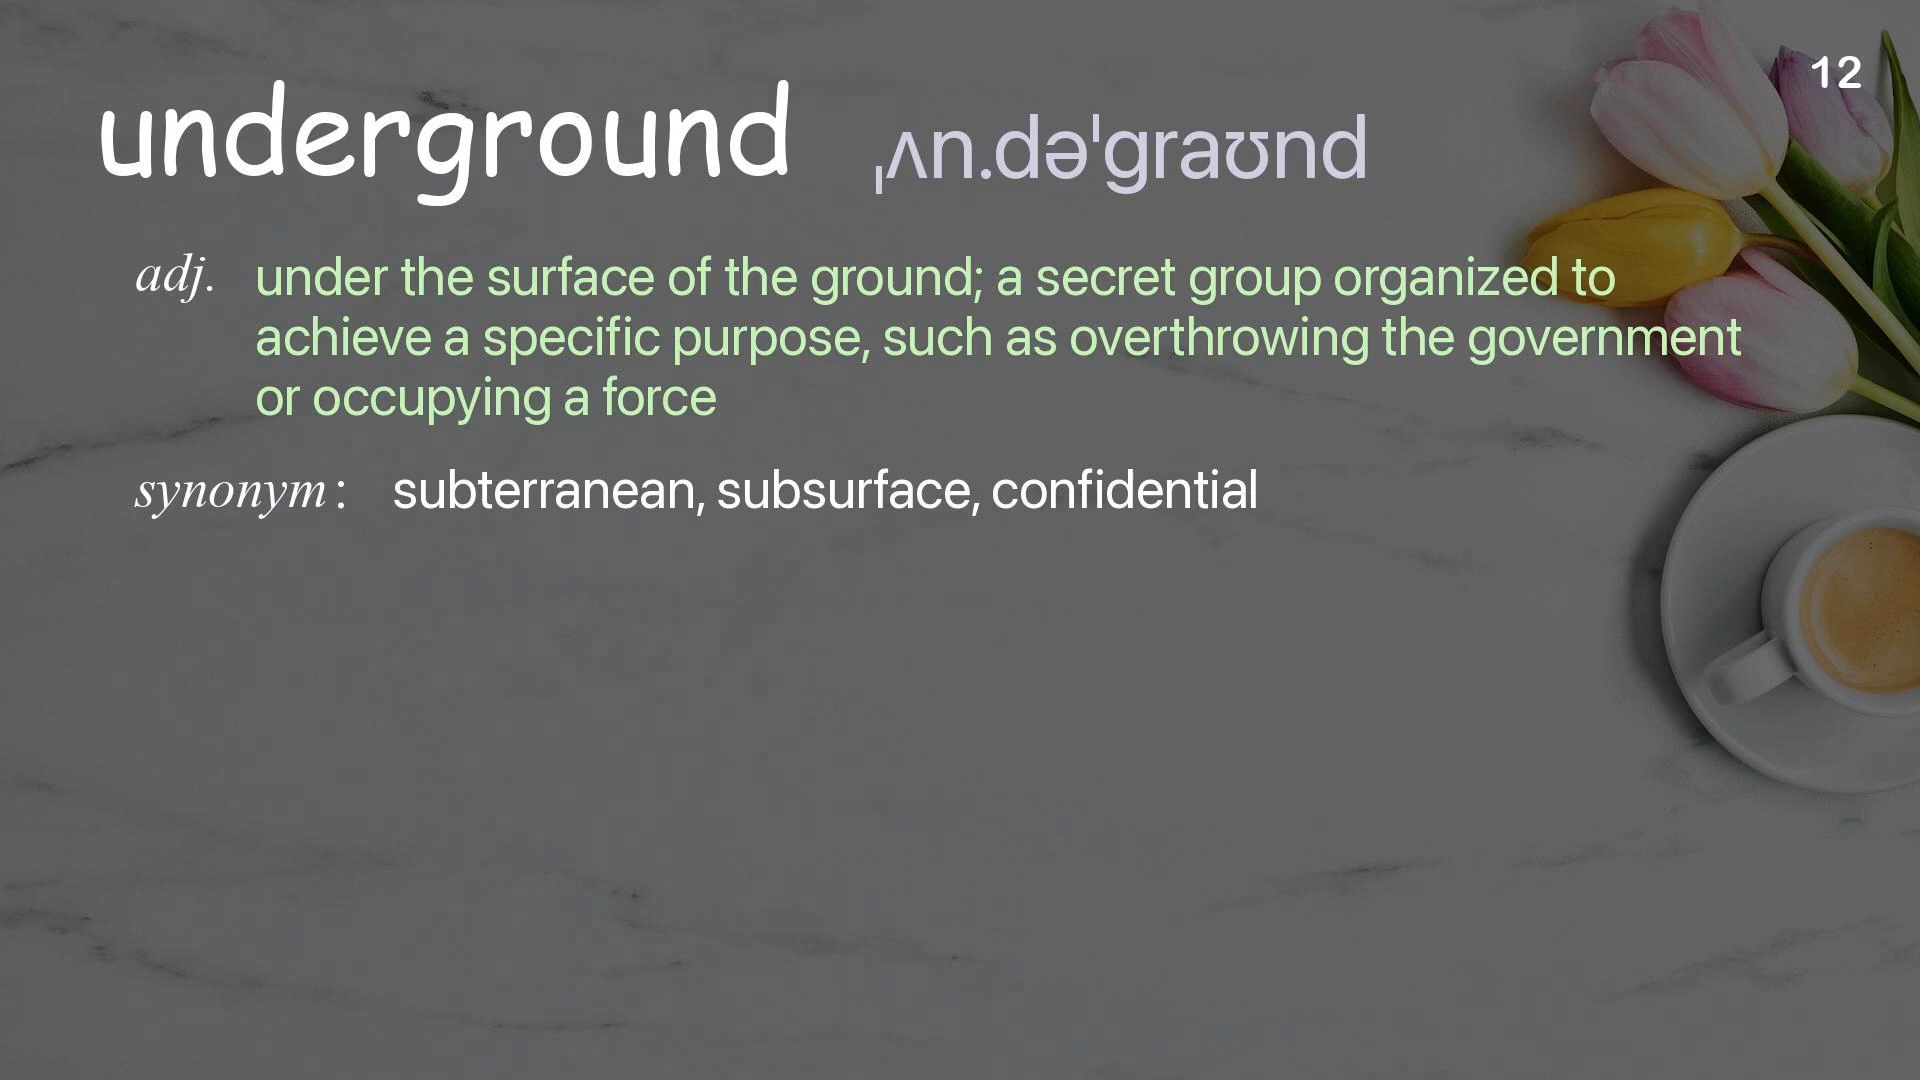 12
underground ˌʌn.dəˈɡraʊnd
adj. under the surface of the ground; a secret group organized to
achieve a specific purpose, such as overthrowing the government
or occupying a force
synonym : subterranean, subsurface, confidential